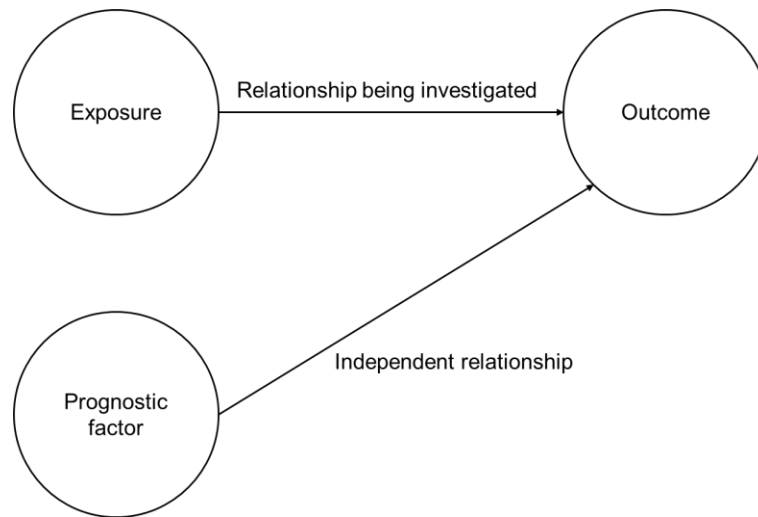 Relationship being investigated
Exposure
Outcome
Independent relationship
Prognostic
factor